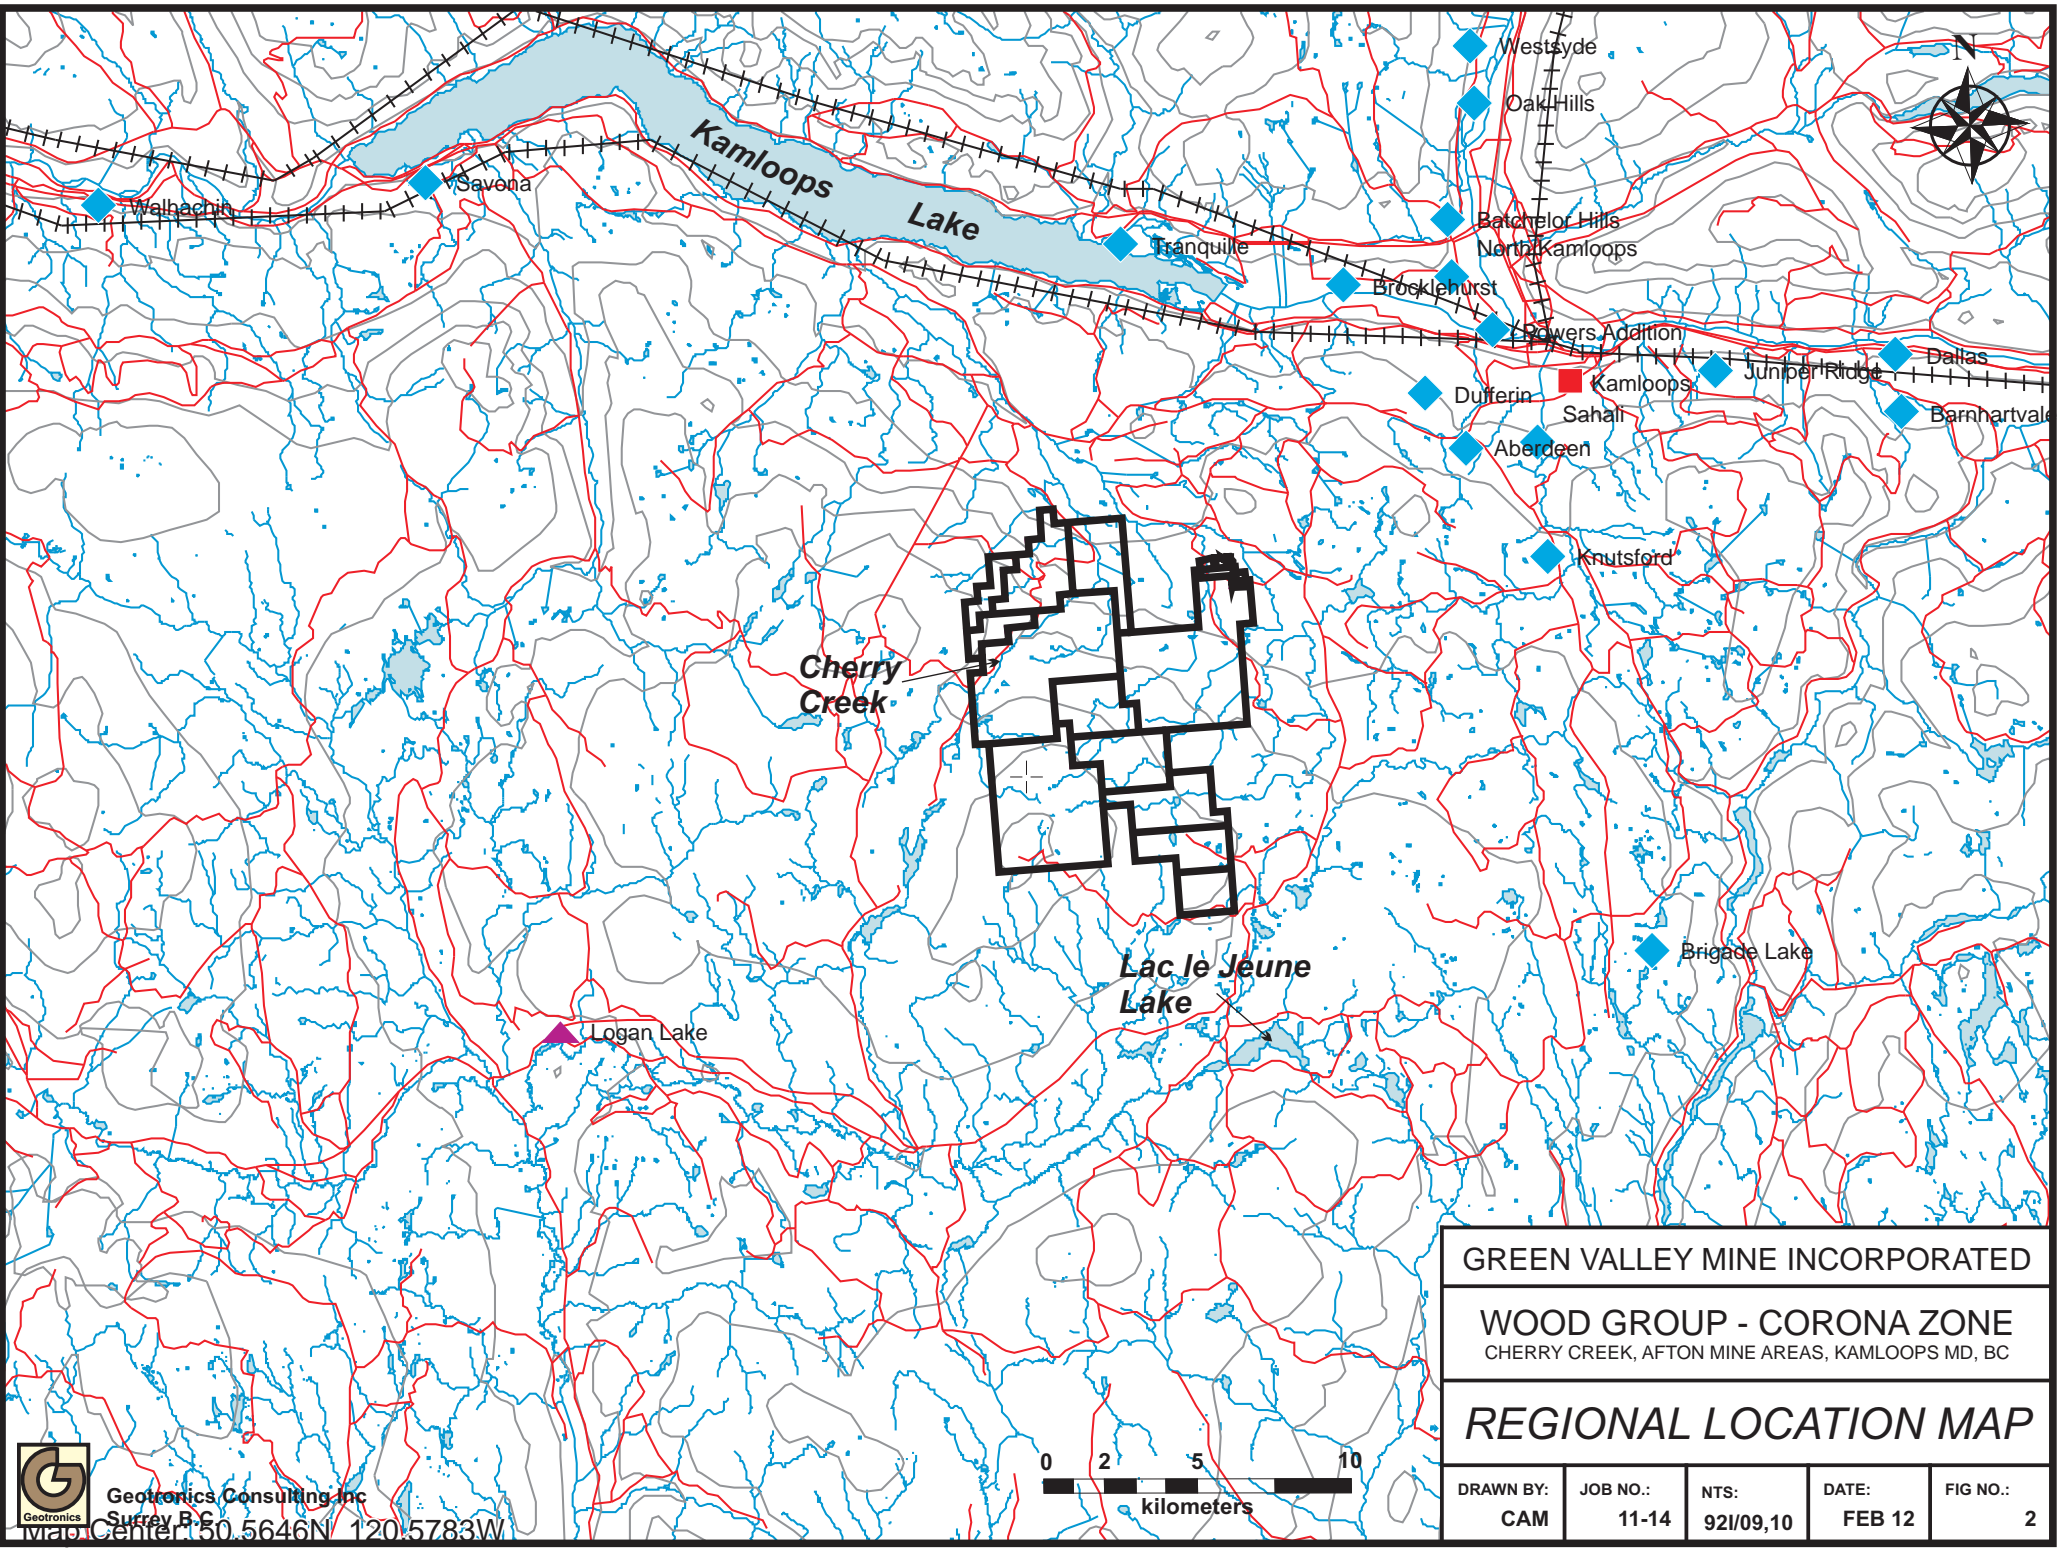 Westsyde
N
Oak Hills
Kamloops
Lake
Savona
Walhachin
Batchelor Hills
Tranquille
North Kamloops
Brocklehurst
Powers Addition
Dallas
Juniper Ridge
Kamloops
Dufferin
Sahali
Barnhartvale
Aberdeen
Knutsford
Cherry
Creek
Brigade Lake
Lac le Jeune
Lake
Logan Lake
GREEN VALLEY MINE INCORPORATED
WOOD GROUP - CORONA ZONE
CHERRY CREEK, AFTON MINE AREAS, KAMLOOPS MD, BC
REGIONAL LOCATION MAP
0 2 5 10
kilometers
DRAWN BY:
CAM
JOB NO.:
11-14
NTS:
92I/09,10
DATE:
FEB 12
FIG NO.:
2
G
Geotronics
Geotronics Consulting Inc
Surrey B.C.
Map Center: 50.5646N 120.5783W